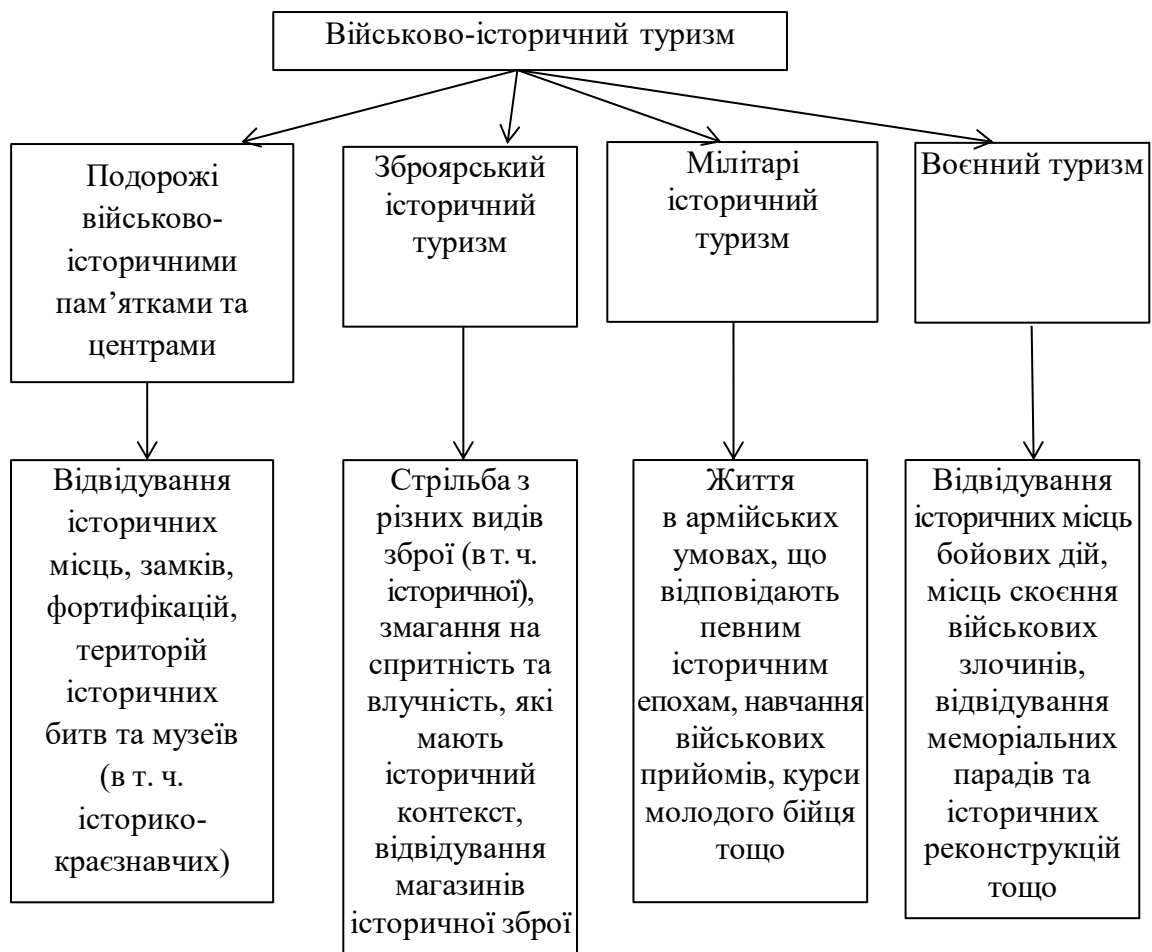 Військово-історичний туризм
Подорожі
військово-
історичними
пам’ятками та
центрами
Зброярський
історичний
туризм
Мілітарі
історичний
туризм
Воєнний туризм
Відвідування
історичних
місць, замків,
фортифікацій,
територій
історичних
битв та музеїв
(в т. ч.
історико-
краєзнавчих)
Стрільба з
різних видів
зброї (в т. ч.
історичної),
змагання на
спритність та
влучність, які
мають
історичний
контекст,
відвідування
магазинів
історичної зброї
Життя
в армійських
умовах, що
відповідають
певним
історичним
епохам, навчання
військових
прийомів, курси
молодого бійця
тощо
Відвідування
історичних місць
бойових дій,
місць скоєння
військових
злочинів,
відвідування
меморіальних
парадів та
історичних
реконструкцій
тощо